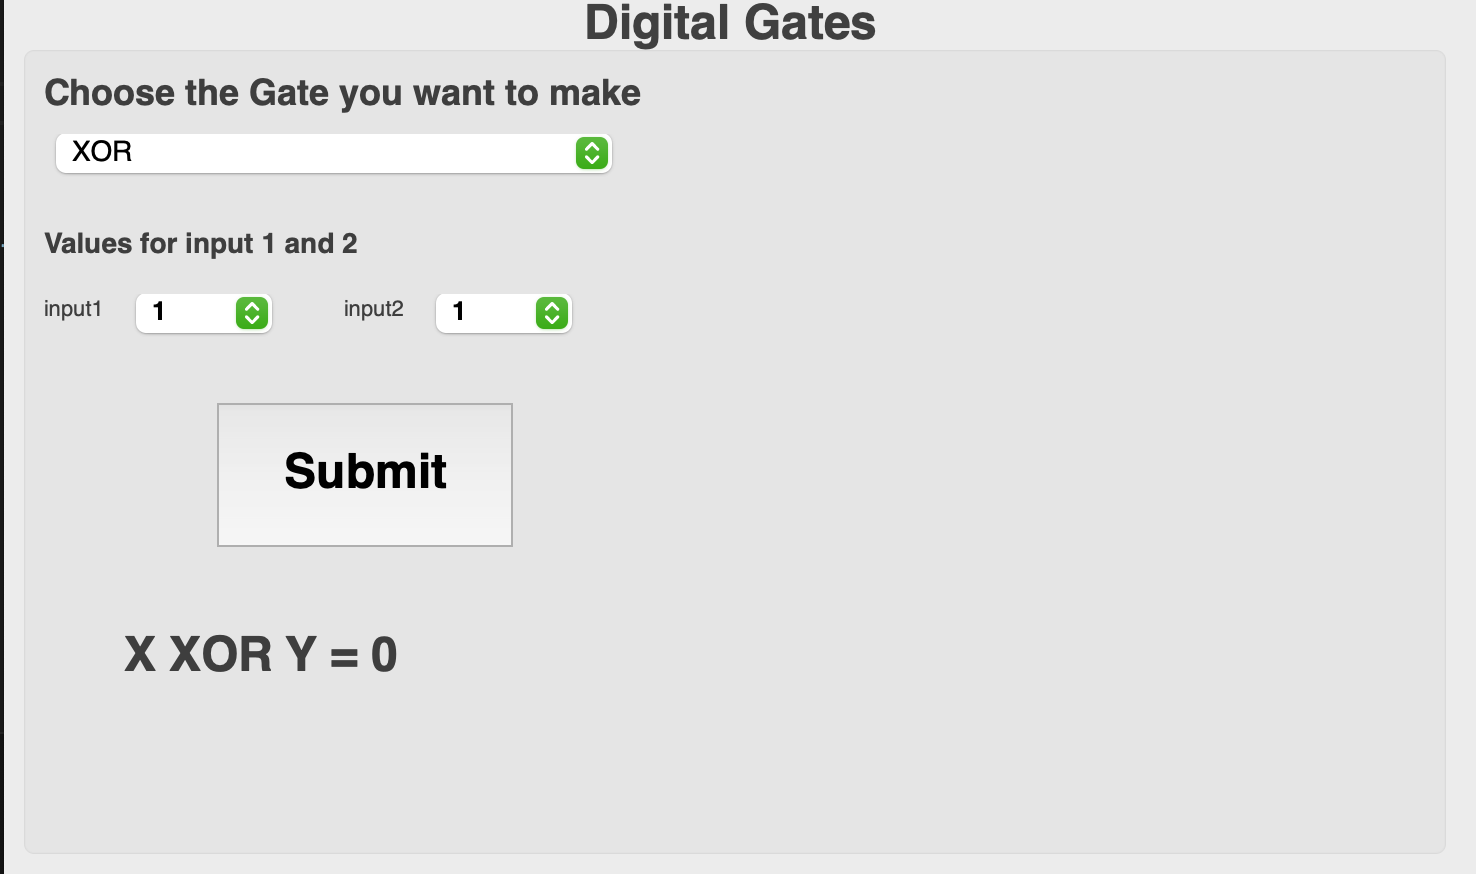 Digital Gates
Choose the Gate you want to make
XOR
Values for input 1 and 2
input1 1 input2 1
Submit
X XOR Y = 0